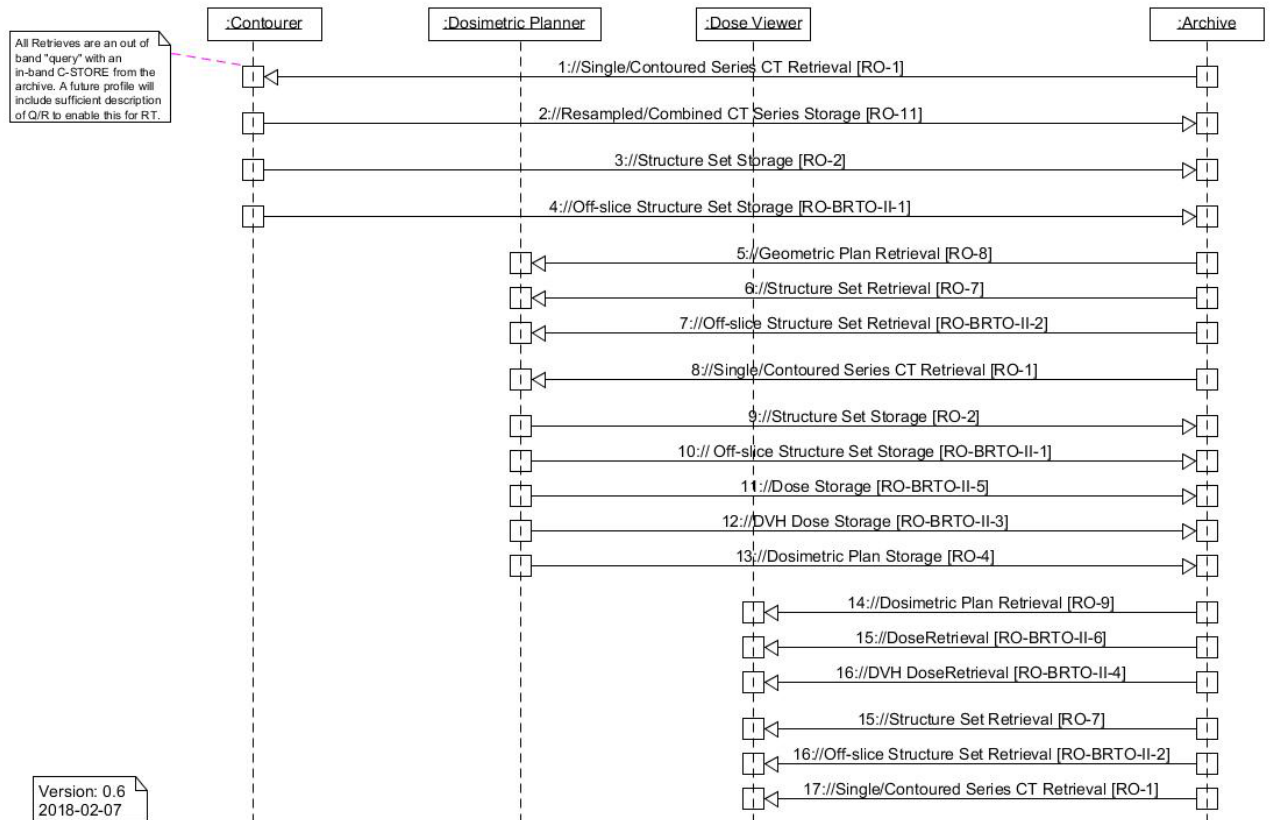 :Contourer
:Dosimetric Planner
:Dose Viewer
:Archive
All Retrieves are an out of
band "query" with an
in-band C-STORE from the
archive. A future profile will
include sufficient description
of Q/R to enable this for RT.
1://Single/Contoured Series CT Retrieval [RO-1]
2://Resampled/Combined CT Series Storage [RO-11]
3://Structure Set Storage [RO-2]
4://Off-slice Structure Set Storage [RO-BRTO-II-1]
5://Geometric Plan Retrieval [RO-8]
6://Structure Set Retrieval [RO-7]
7://Off-slice Structure Set Retrieval [RO-BRTO-II-2]
8://Single/Contoured Series CT Retrieval [RO-1]
9://Structure Set Storage [RO-2]
10:// Off-slice Structure Set Storage [RO-BRTO-II-1]
11://Dose Storage [RO-BRTO-II-5]
12://DVH Dose Storage [RO-BRTO-II-3]
13://Dosimetric Plan Storage [RO-4]
14://Dosimetric Plan Retrieval [RO-9]
15://DoseRetrieval [RO-BRTO-II-6]
16://DVH DoseRetrieval [RO-BRTO-II-4]
15://Structure Set Retrieval [RO-7]
16://Off-slice Structure Set Retrieval [RO-BRTO-II-2]
17://Single/Contoured Series CT Retrieval [RO-1]
Version: 0.6
2018-02-07